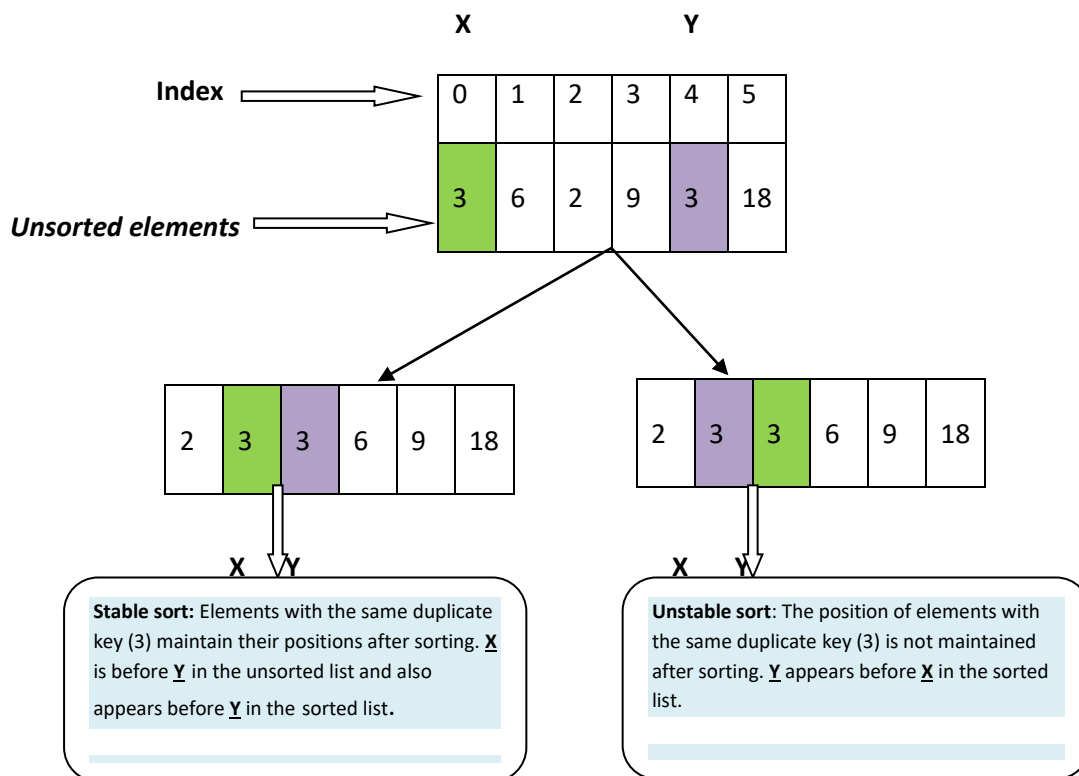 X Y
Index 0 1 2 3 4 5
Unsorted elements 3 6 2 9 3 18
2 3 3 6 9 18
2 3 3 6 9 18
X Y
Stable sort: Elements with the same duplicate
key (3) maintain their positions after sorting. X
is before Y in the unsorted list and also
appears before Y in the sorted list.
X Y
Unstable sort: The position of elements with
the same duplicate key (3) is not maintained
after sorting. Y appears before X in the sorted
list.